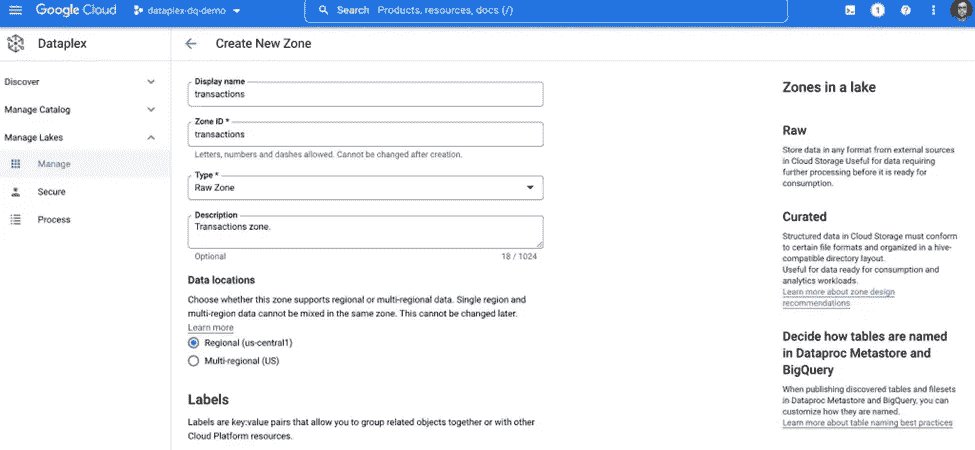 Google Cloud
dataplex-dq-demo
Search Products, resources, docs (/)
1
Dataplex
Create New Zone
Discover
Manage Catalog
Manage Lakes
Manage
Secure
Process
Display name
transactions
Zone ID *
transactions
Letters, numbers and dashes allowed. Cannot be changed after creation.
Type *
Raw Zone
Description
Transactions zone.
Optional
18 / 1024
Data locations
Choose whether this zone supports regional or multi-regional data. Single region and
multi-region data cannot be mixed in the same zone. This cannot be changed later.
Learn more
Regional (us-central1)
Multi-regional (US)
Labels
Labels are key:value pairs that allow you to group related objects together or with other
Cloud Platform resources.
Zones in a lake
Raw
Store data in any format from external sources
in Cloud Storage Useful for data requiring
further processing before it is ready for
consumption.
Curated
Structured data in Cloud Storage must conform
to certain file formats and organized in a hive-
compatible directory layout.
Useful for data ready for consumption and
analytics workloads.
Learn more about zone design
recommendations
Decide how tables are named
in Dataproc Metastore and
BigQuery
When publishing discovered tables and filesets
in Dataproc Metastore and BigQuery, you can
customize how they are named.
Learn more about table naming best practices